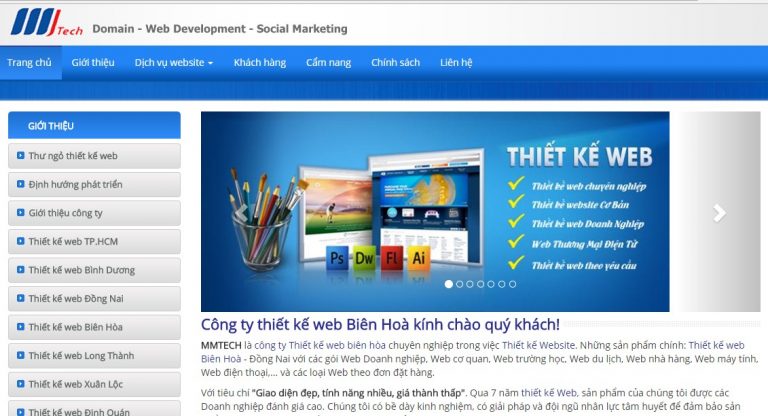 Tech
Domain - Web Development - Social Marketing
Trang chủ Giới thiệu Dịch vụ website Khách hàng Cẩm nang Chính sách Liên hệ
GIỚI THIỆU
Thư ngỏ thiết kế web
Định hướng phát triển
Giới thiệu công ty
Thiết kế web TP.HCM
Thiết kế web Bình Dương
Thiết kế web Đồng Nai
Thiết kế web Biên Hòa
Thiết kế web Long Thành
Thiết kế web Xuân Lộc
Thiết kế web Định Quán
THIẾT KẾ WEB
Thiết kế web chuyên nghiệp
Thiết kế website Cơ Bản
Thiết kế web Doanh Nghiệp
Web Thương Mại Điện Tử
Thiết kế web theo yêu cầu
Ps Dw Fl Ai
Công ty thiết kế web Biên Hoà kính chào quý khách!
MMTECH là công ty Thiết kế web biên hòa chuyên nghiệp trong việc Thiết kế Website. Những sản phẩm chính: Thiết kế web
Biên Hoà - Đồng Nai với các gói Web Doanh nghiệp, Web cơ quan, Web trường học, Web du lịch, Web nhà hàng, Web máy tính,
Web điện thoại,... và các loại Web theo đơn đặt hàng.
Với tiêu chí "Giao diện đẹp, tính năng nhiều, giá thành thấp". Qua 7 năm thiết kế Web, sản phẩm của chúng tôi được các
Doanh nghiệp đánh giá cao. Chúng tôi có bề dày kinh nghiệm, có giải pháp và đội ngũ nhân lực tâm huyết để đảm bảo sản